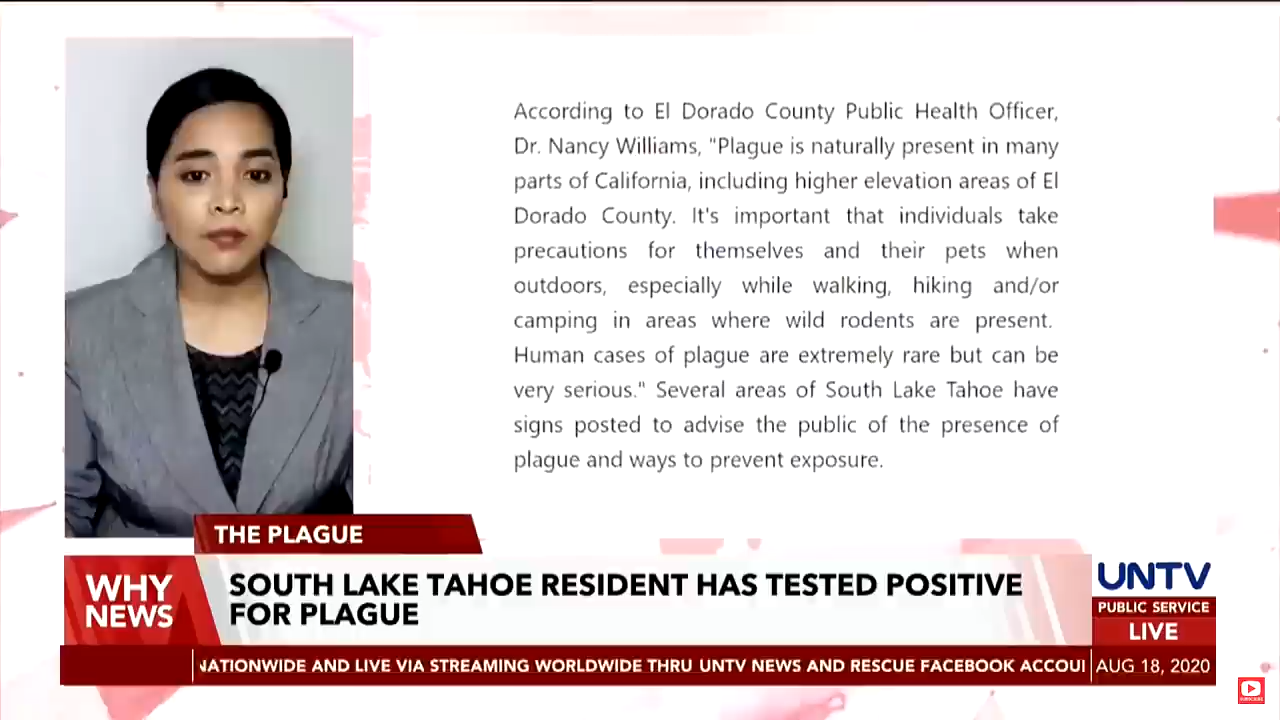 According to El Dorado County Public Health Officer,
Dr. Nancy Williams, "Plague is naturally present in many
parts of California, including higher elevation areas of El
Dorado County. It's important that individuals take
precautions for themselves and their pets when
outdoors, especially while walking, hiking and/or
camping in areas where wild rodents are present.
Human cases of plague are extremely rare but can be
very serious." Several areas of South Lake Tahoe have
signs posted to advise the public of the presence of
plague and ways to prevent exposure.
THE PLAGUE
WHY
NEWS
SOUTH LAKE TAHOE RESIDENT HAS TESTED POSITIVE
FOR PLAGUE
UNTV
PUBLIC SERVICE
LIVE
NATIONWIDE AND LIVE VIA STREAMING WORLDWIDE THRU UNTV NEWS AND RESCUE FACEBOOK ACCOU
AUG 18, 2020
SUBSCRIBE